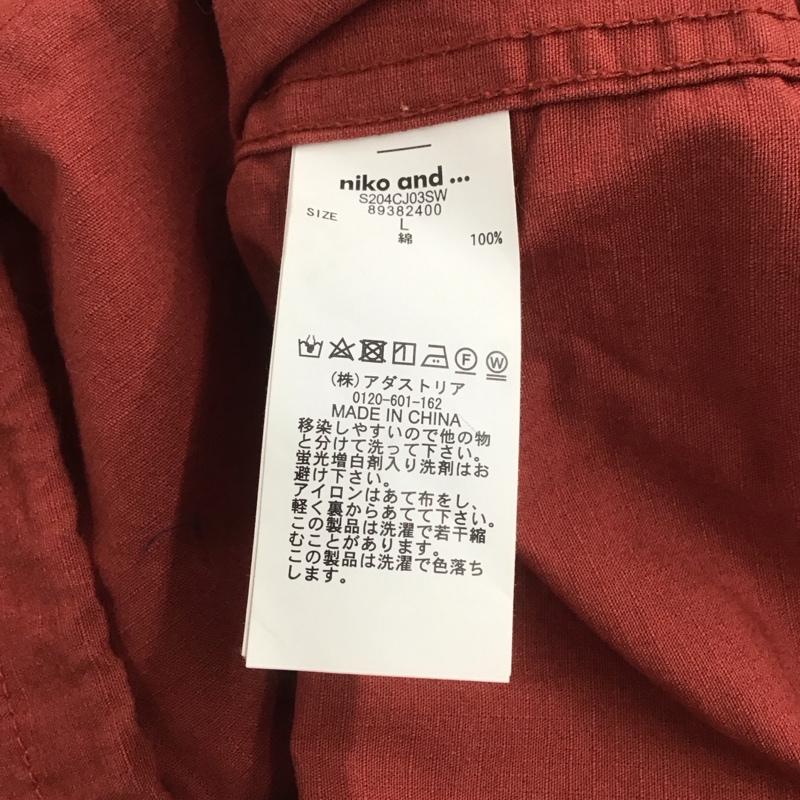 niko and ...
S204CJ03SW
89382400
SIZE L
綿 100%
F W
(株)アダストリア
0120-601-162
MADE IN CHINA
移染しやすいので他の物
と分けて洗って下さい。
蛍光増白剤入り洗剤はお
避け下さい。
アイロンはあて布をし、
軽く裏からあてて下さい。
この製品は洗濯で若干縮
むことがあります。
この製品は洗濯で色落ち
します。